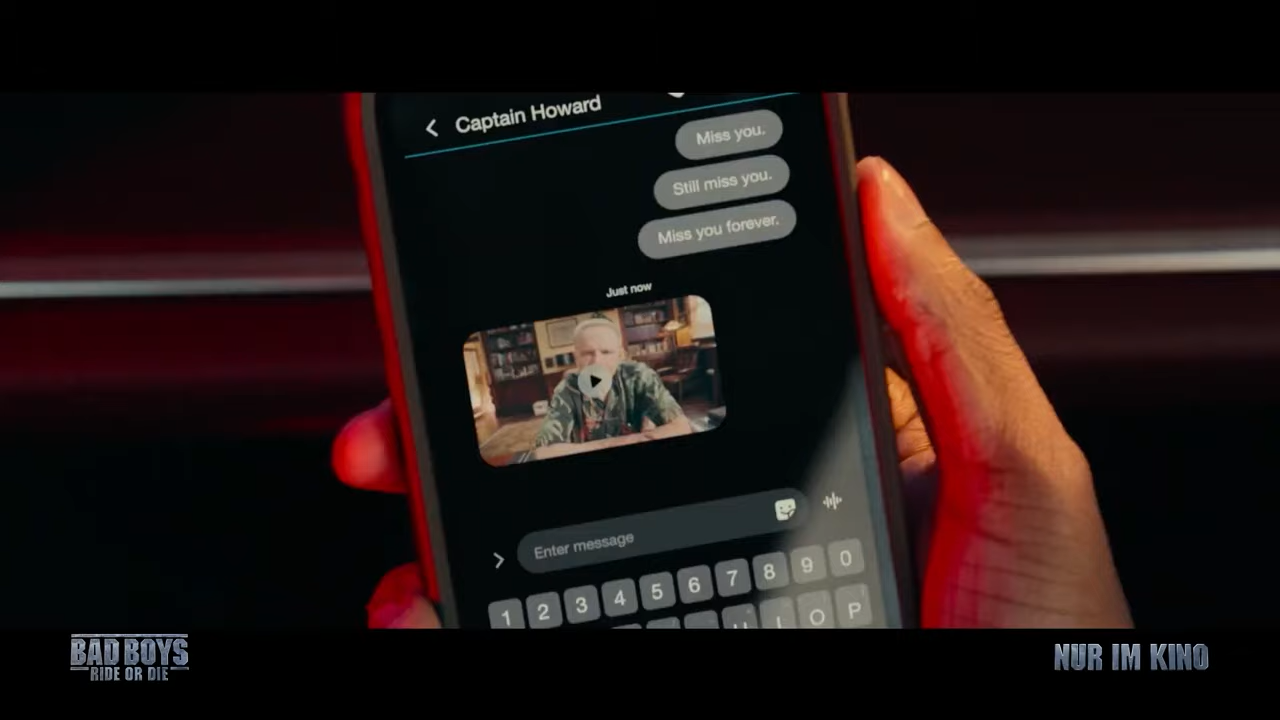 Captain Howard
Miss you.
Still miss you.
Miss you forever.
Just now
Enter message
1 2 3 4 5 6 7 8 9 0
U I O P
BAD BOYS
RIDE OR DIE
NUR IM KINO